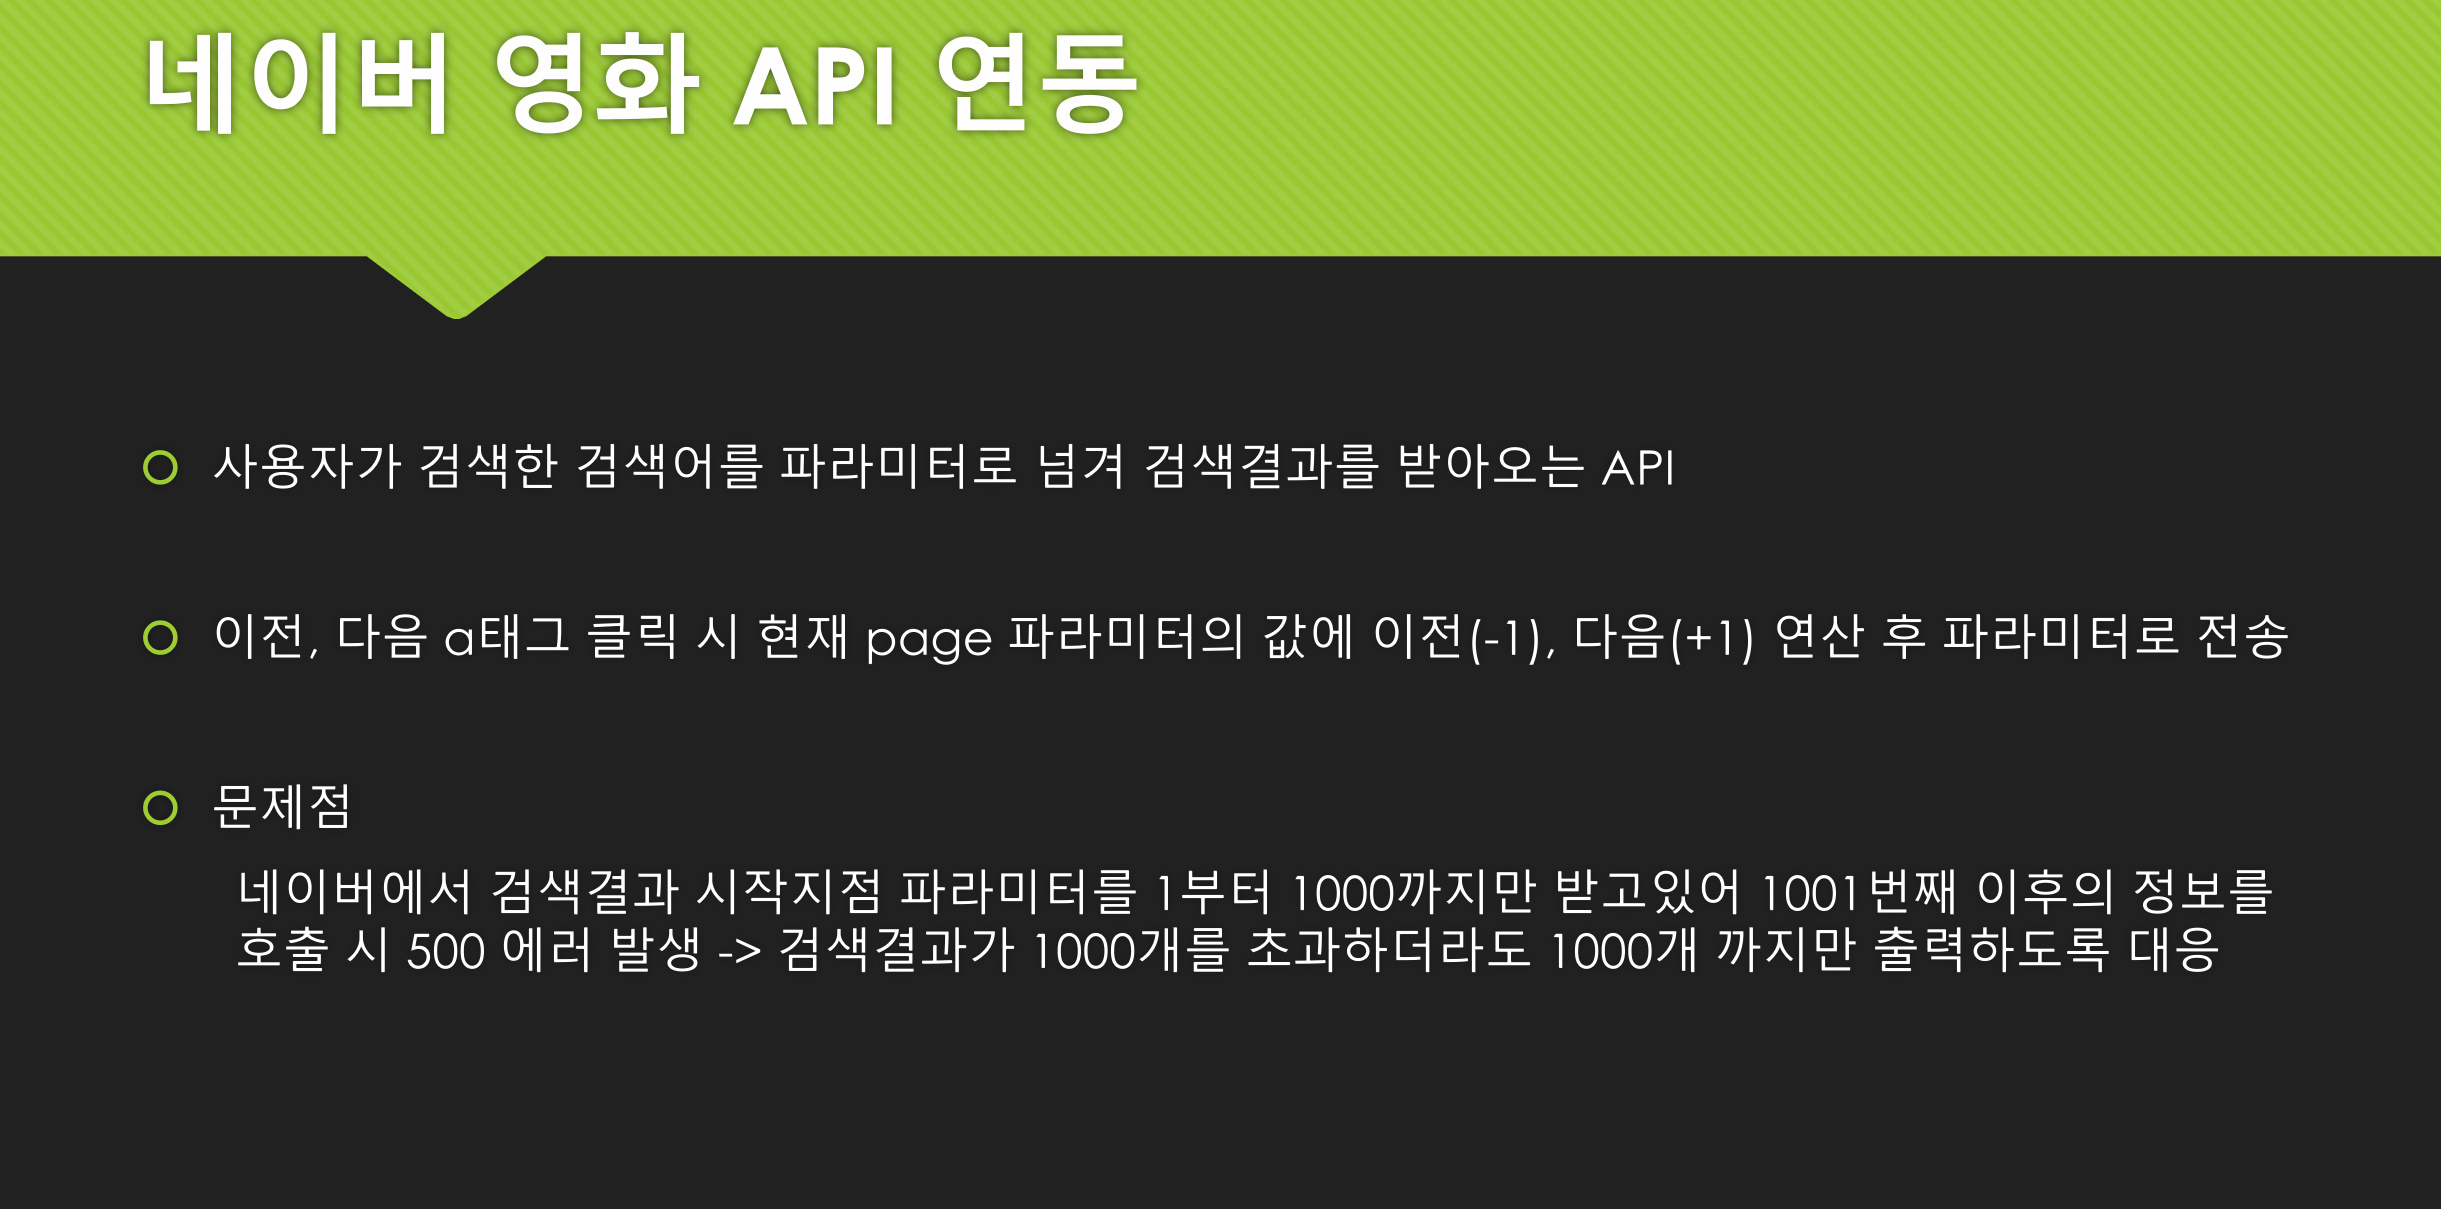 네이버 영화 API 연동
사용자가 검색한 검색어를 파라미터로 넘겨 검색결과를 받아오는 API
이전, 다음 a태그 클릭 시 현재 page 파라미터의 값에 이전(-1), 다음(+1) 연산 후 파라미터로 전송
문제점
네이버에서 검색결과 시작지점 파라미터를 1부터 1000까지만 받고있어 1001번째 이후의 정보를
호출 시 500 에러 발생 -> 검색결과가 1000개를 초과하더라도 1000개 까지만 출력하도록 대응